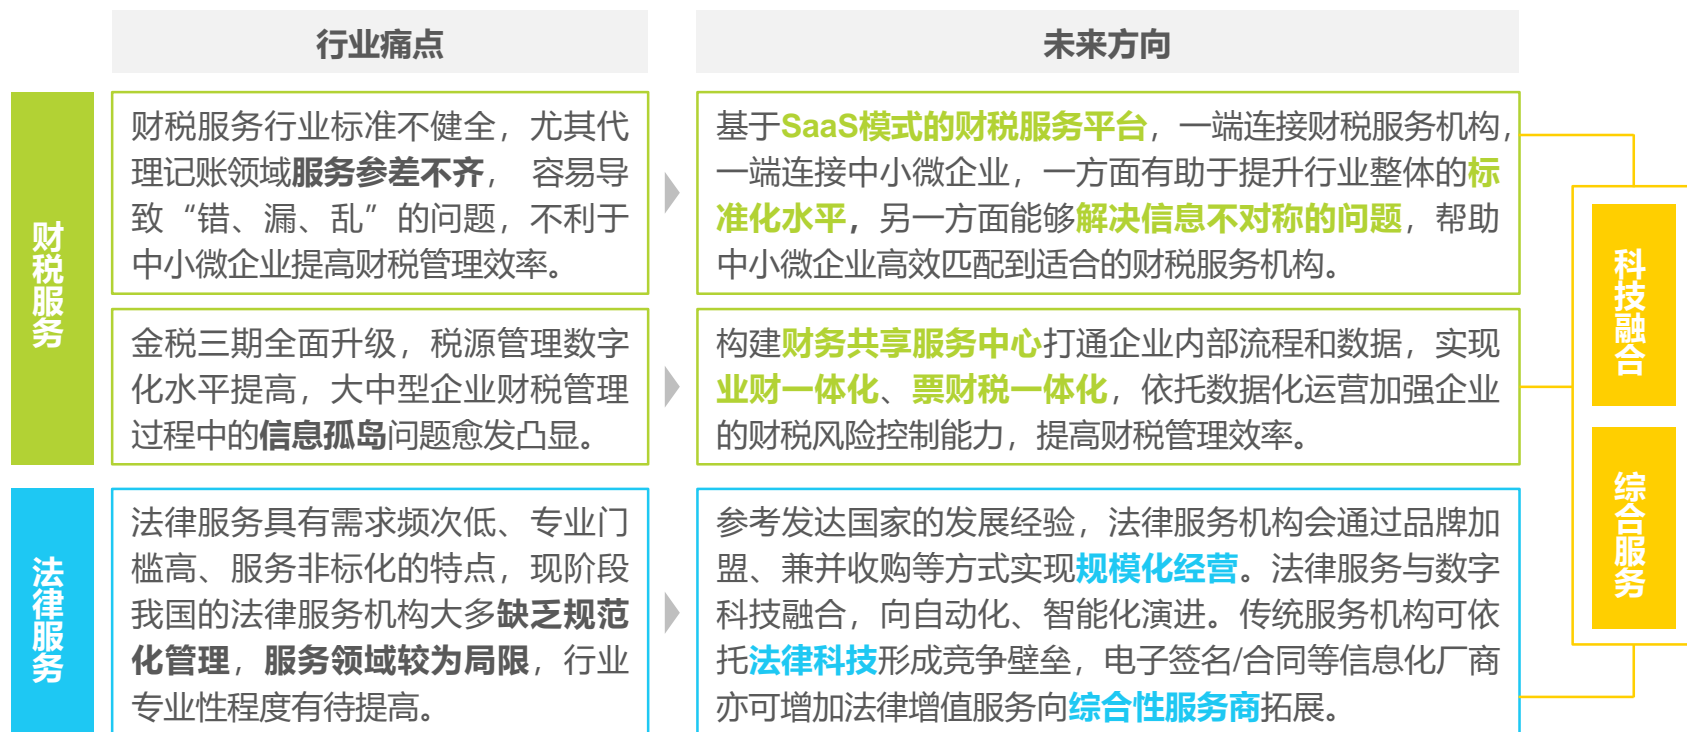 行业痛点
未来方向
财税服务
财税服务行业标准不健全，尤其代
理记账领域服务参差不齐， 容易导
致“错、漏、乱”的问题，不利于
中小微企业提高财税管理效率。
基于SaaS模式的财税服务平台，一端连接财税服务机构，
一端连接中小微企业，一方面有助于提升行业整体的标
准化水平，另一方面能够解决信息不对称的问题，帮助
中小微企业高效匹配到适合的财税服务机构。
金税三期全面升级，税源管理数字
化水平提高，大中型企业财税管理
过程中的信息孤岛问题愈发凸显。
构建财务共享服务中心打通企业内部流程和数据，实现
业财一体化、票财税一体化，依托数据化运营加强企业
的财税风险控制能力，提高财税管理效率。
法律服务
法律服务具有需求频次低、专业门
槛高、服务非标化的特点，现阶段
我国的法律服务机构大多缺乏规范
化管理，服务领域较为局限，行业
专业性程度有待提高。
参考发达国家的发展经验，法律服务机构会通过品牌加
盟、兼并收购等方式实现规模化经营。法律服务与数字
科技融合，向自动化、智能化演进。传统服务机构可依
托法律科技形成竞争壁垒，电子签名/合同等信息化厂商
亦可增加法律增值服务向综合性服务商拓展。
科技融合
综合服务